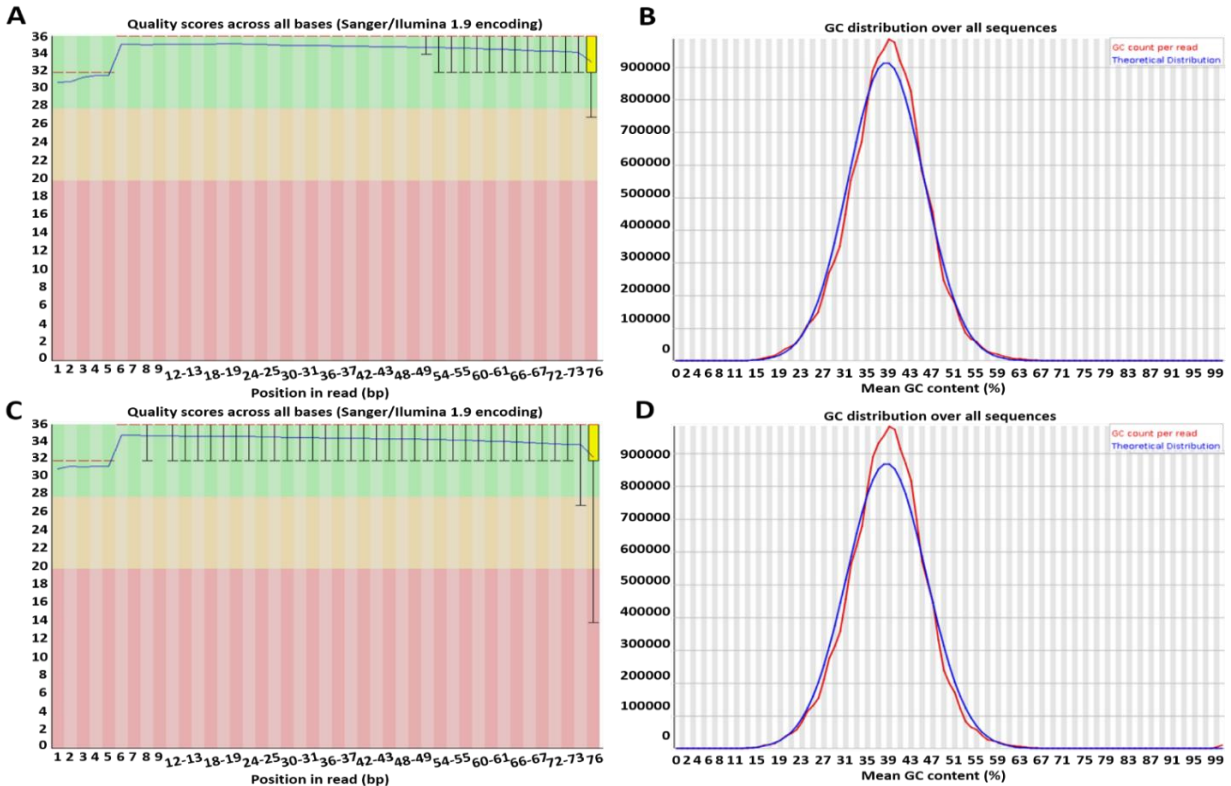 A
Quality scores across all bases (Sanger/Ilumina 1.9 encoding)
36
34
32
30
28
26
24
22
20
18
16
14
12
10
8
6
4
2
0
1 2 3 4 5 6 7 8 9 12-13 18-19 24-25 30-31 36-37 42-43 48-49 54-55 60-61 66-67 72-73 76
Position in read (bp)
B
GC distribution over all sequences
GC count per read
Theoretical Distribution
900000
800000
700000
600000
500000
400000
300000
200000
100000
0
0 2 4 6 8 11 15 19 23 27 31 35 39 43 47 51 55 59 63 67 71 75 79 83 87 91 95 99
Mean GC content (%)
C
Quality scores across all bases (Sanger/Ilumina 1.9 encoding)
36
34
32
30
28
26
24
22
20
18
16
14
12
10
8
6
4
2
0
1 2 3 4 5 6 7 8 9 12-13 18-19 24-25 30-31 36-37 42-43 48-49 54-55 60-61 66-67 72-73 76
Position in read (bp)
D
GC distribution over all sequences
GC count per read
Theoretical Distribution
900000
800000
700000
600000
500000
400000
300000
200000
100000
0
0 2 4 6 8 11 15 19 23 27 31 35 39 43 47 51 55 59 63 67 71 75 79 83 87 91 95 99
Mean GC content (%)